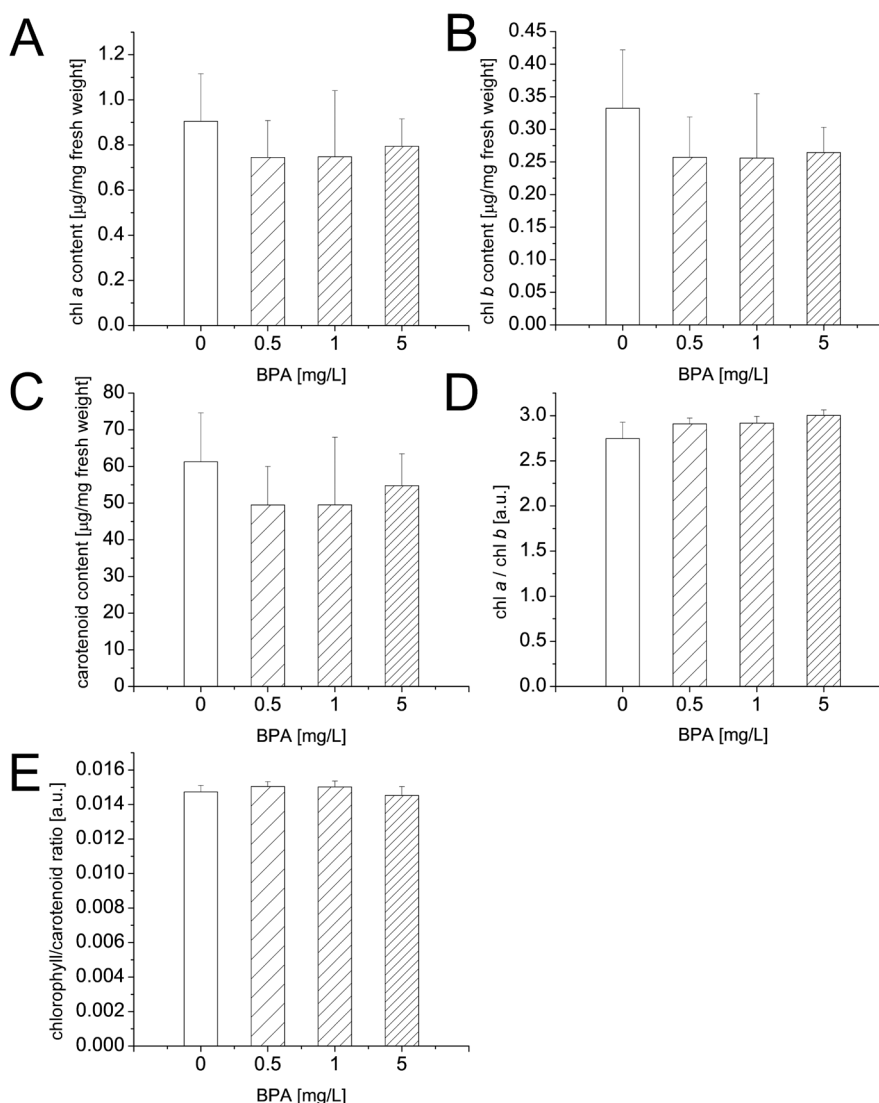 A
chl a content [µg/mg fresh weight]
1.2
1.0
0.8
0.6
0.4
0.2
0.0
0 0.5 1 5
BPA [mg/L]
B
chl b content [µg/mg fresh weight]
0.45
0.40
0.35
0.30
0.25
0.20
0.15
0.10
0.05
0.00
0 0.5 1 5
BPA [mg/L]
C
carotenoid content [µg/mg fresh weight]
80
70
60
50
40
30
20
10
0
0 0.5 1 5
BPA [mg/L]
D
chl a / chl b [a.u.]
3.0
2.5
2.0
1.5
1.0
0.5
0.0
0 0.5 1 5
BPA [mg/L]
E
chlorophyll/carotenoid ratio [a.u.]
0.016
0.014
0.012
0.010
0.008
0.006
0.004
0.002
0.000
0 0.5 1 5
BPA [mg/L]